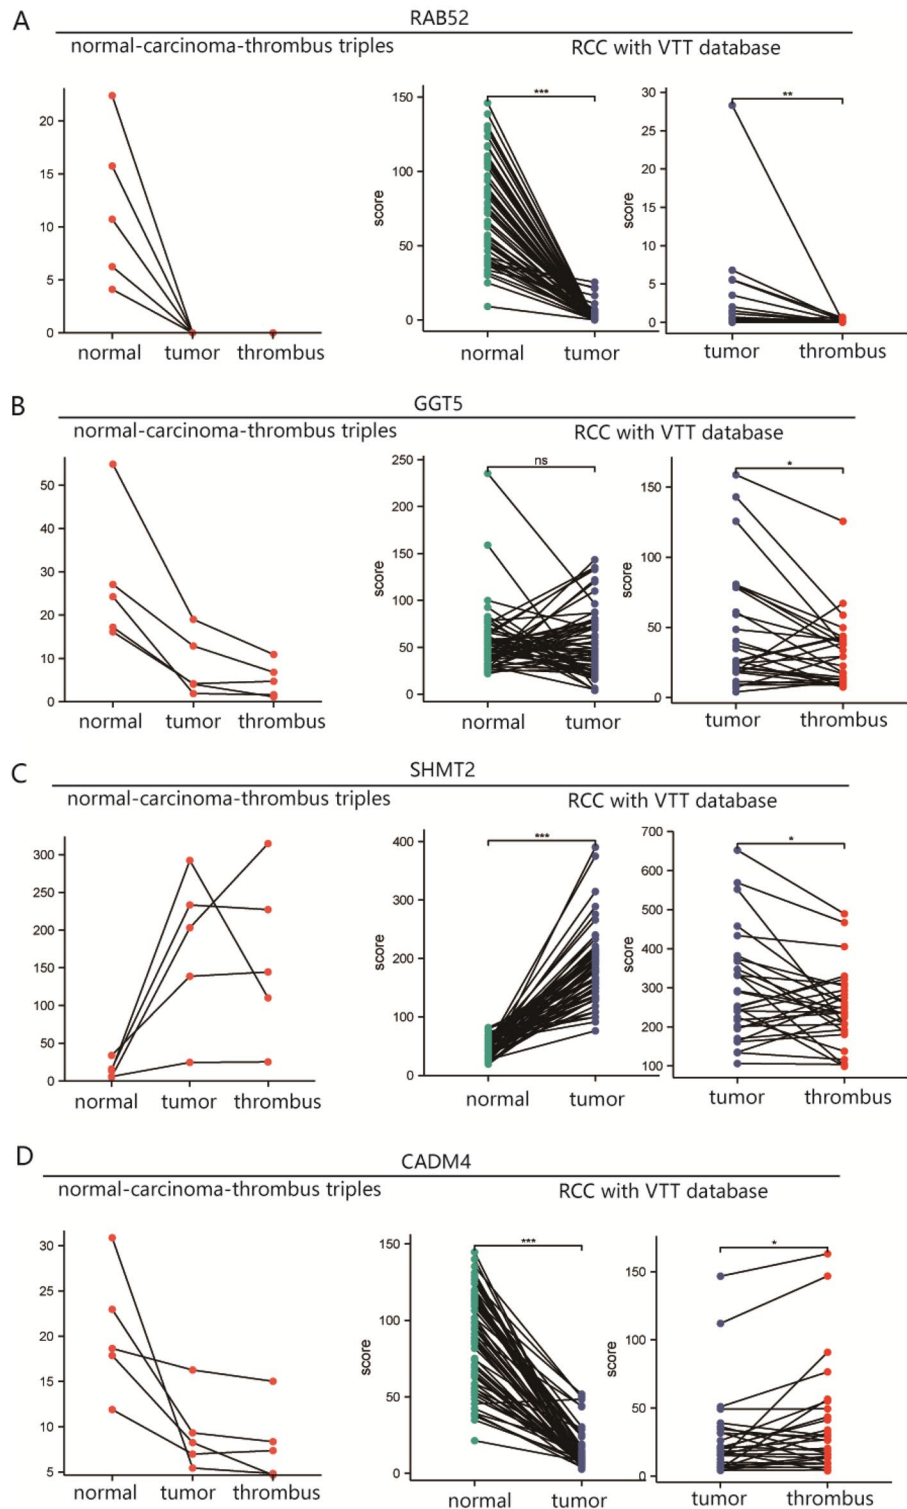 A
RAB52
normal-carcinoma-thrombus triples
RCC with VTT database
20
15
10
5
0
normal
tumor
thrombus
score
150
100
50
0
***
normal
tumor
score
30
25
20
15
10
5
0
**
tumor
thrombus
B
GGT5
normal-carcinoma-thrombus triples
RCC with VTT database
50
40
30
20
10
0
normal
tumor
thrombus
score
250
200
150
100
50
0
ns
normal
tumor
score
150
100
50
0
*
tumor
thrombus
C
SHMT2
normal-carcinoma-thrombus triples
RCC with VTT database
300
250
200
150
100
50
0
normal
tumor
thrombus
score
400
300
200
100
0
***
normal
tumor
score
700
600
500
400
300
200
100
*
tumor
thrombus
D
CADM4
normal-carcinoma-thrombus triples
RCC with VTT database
30
25
20
15
10
5
normal
tumor
thrombus
score
150
100
50
0
***
normal
tumor
score
150
100
50
0
*
tumor
thrombus